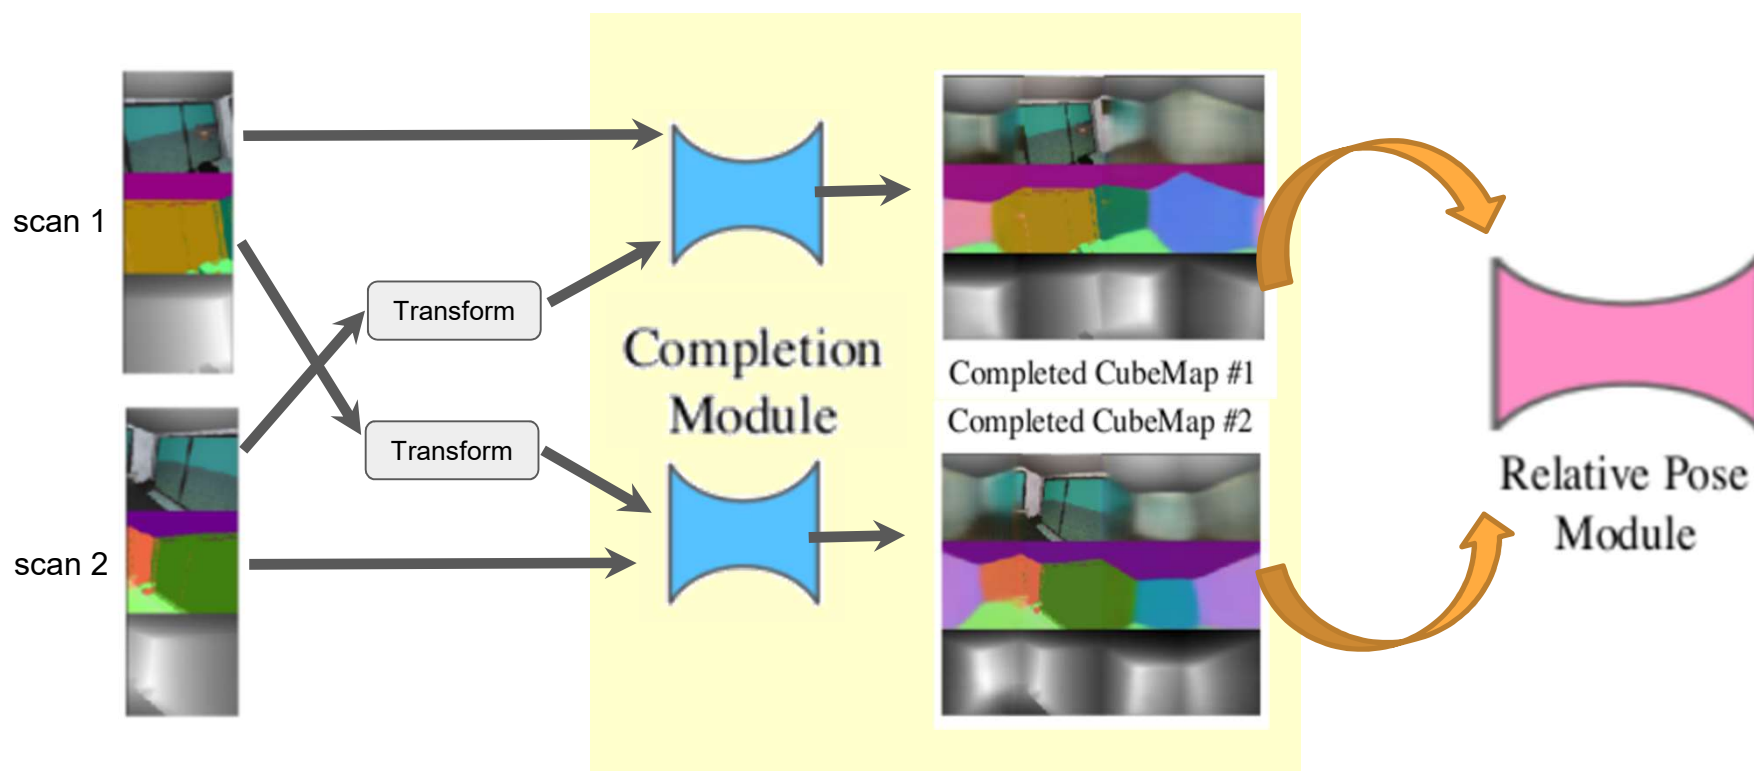 scan 1
Transform
Completion
Module
Completed CubeMap #1
Completed CubeMap #2
Transform
Relative Pose
Module
scan 2